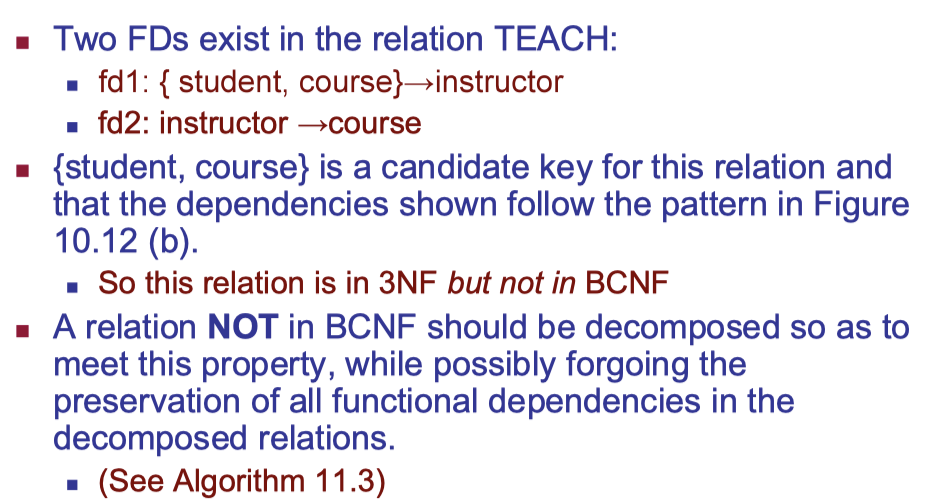 Two FDs exist in the relation TEACH:
fd1: { student, course}→instructor
fd2: instructor →course
{student, course} is a candidate key for this relation and
that the dependencies shown follow the pattern in Figure
10.12 (b).
So this relation is in 3NF but not in BCNF
A relation NOT in BCNF should be decomposed so as to
meet this property, while possibly forgoing the
preservation of all functional dependencies in the
decomposed relations.
(See Algorithm 11.3)